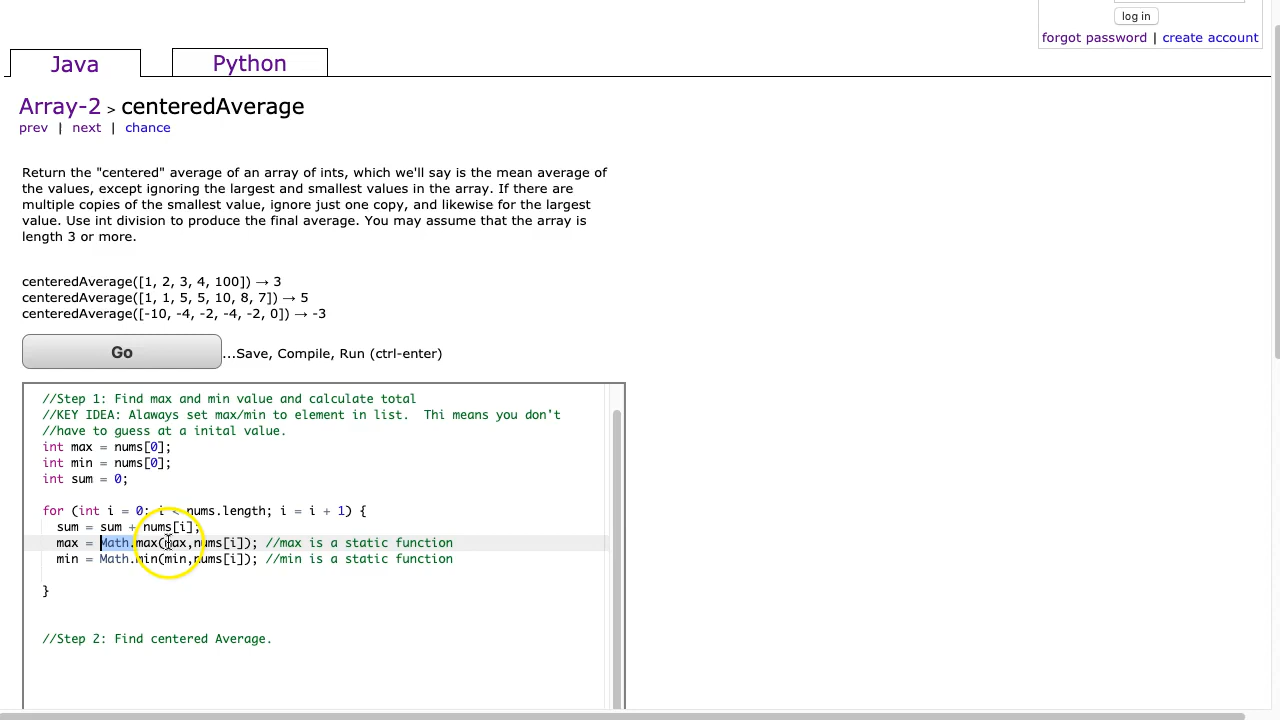 log in
forgot password | create account
Java
Python
Array-2 > centeredAverage
prev | next | chance
Return the "centered" average of an array of ints, which we'll say is the mean average of
the values, except ignoring the largest and smallest values in the array. If there are
multiple copies of the smallest value, ignore just one copy, and likewise for the largest
value. Use int division to produce the final average. You may assume that the array is
length 3 or more.
centeredAverage([1, 2, 3, 4, 100]) → 3
centeredAverage([1, 1, 5, 5, 10, 8, 7]) → 5
centeredAverage([-10, -4, -2, -4, -2, 0]) → -3
Go
...Save, Compile, Run (ctrl-enter)
//Step 1: Find max and min value and calculate total
//KEY IDEA: Alaways set max/min to element in list.  Thi means you don't
//have to guess at a inital value.
int max = nums[0];
int min = nums[0];
int sum = 0;
for (int i = 0; i < nums.length; i = i + 1) {
sum = sum + nums[i];
max = Math.max(max,nums[i]); //max is a static function
min = Math.min(min,nums[i]); //min is a static function
}
//Step 2: Find centered Average.